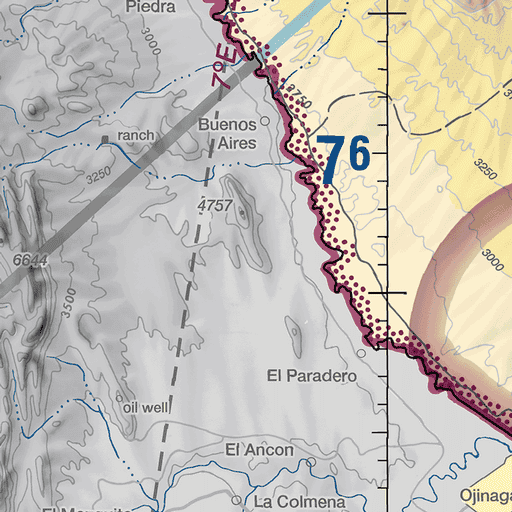 Piedra
3000
7°E
2750
ranch
Buenos
Aires
76
3250
3250
4757
6644
3000
3500
El Paradero
oil well
El Ancon
La Colmena
Ojinaga